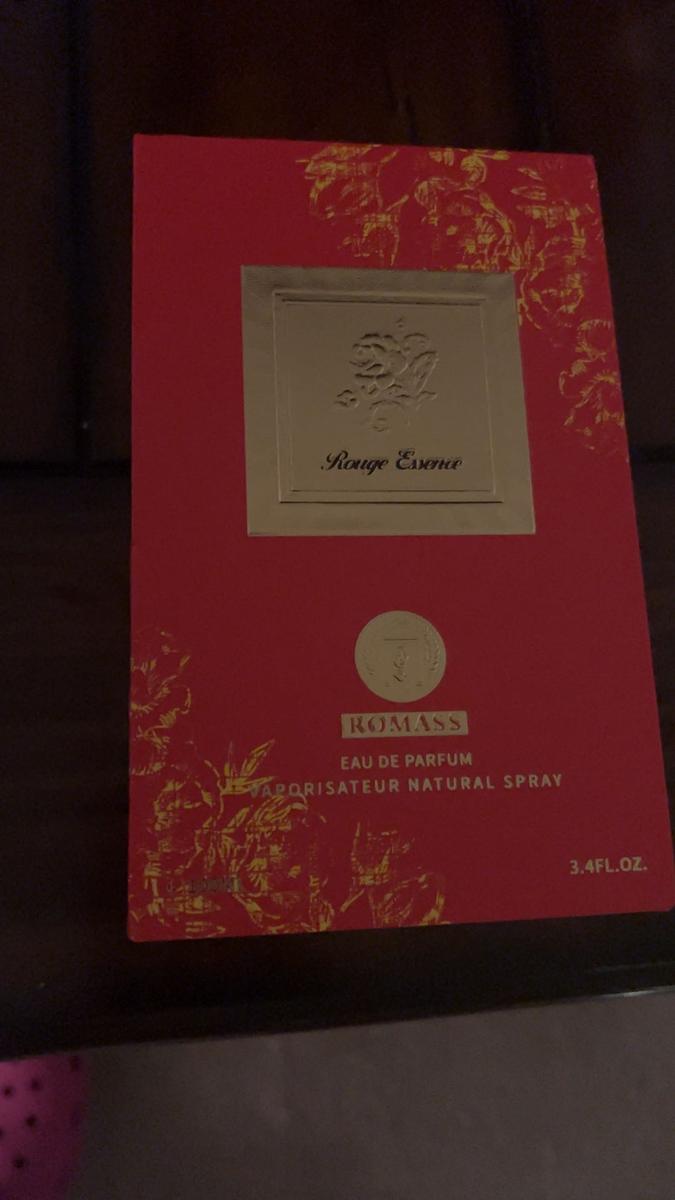 Rouge Essence
ROMASS
EAU DE PARFUM
VAPORISATEUR NATURAL SPRAY
3.4FL.OZ.